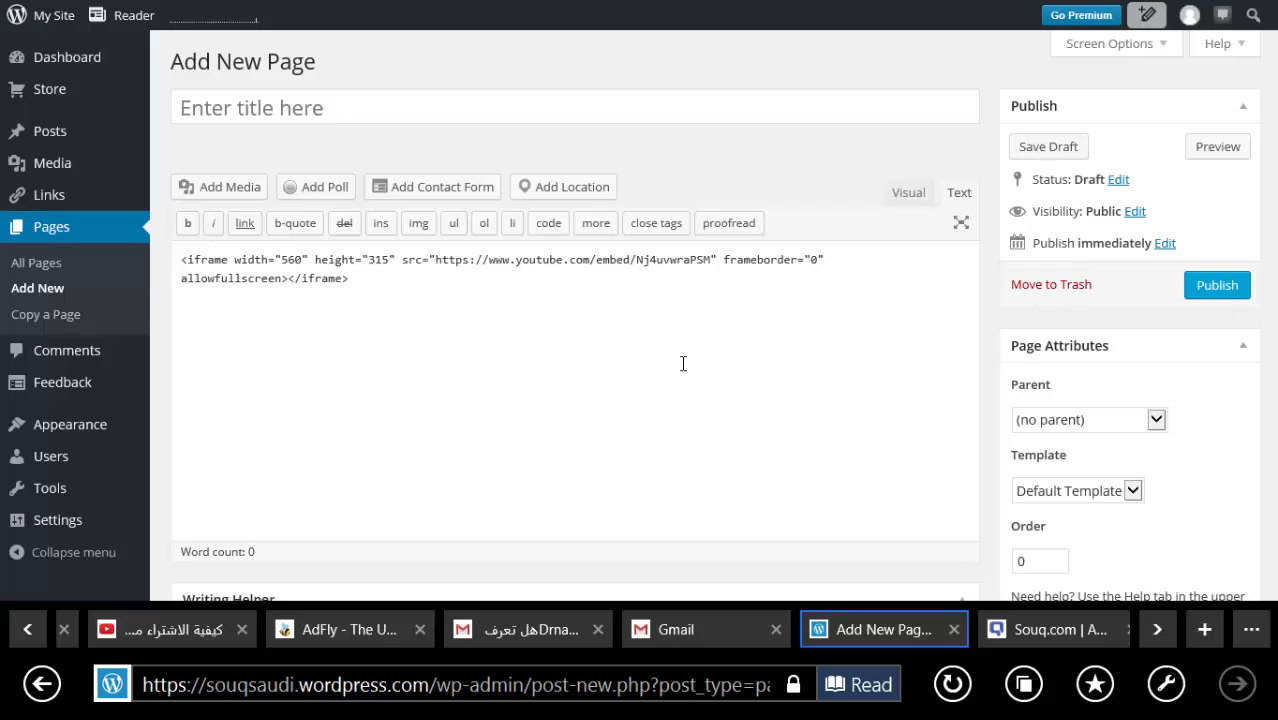 My Site Reader Go Premium
Screen Options Help
Dashboard
Store
Posts
Media
Links
Pages
All Pages
Add New
Copy a Page
Comments
Feedback
Appearance
Users
Tools
Settings
Collapse menu
Add New Page
Enter title here
Add Media Add Poll Add Contact Form Add Location Visual Text
b i link b-quote del ins img ul ol li code more close tags proofread
<iframe width="560" height="315" src="https://www.youtube.com/embed/Nj4uvwraPSM" frameborder="0"
allowfullscreen></iframe>
Word count: 0
Writing Helper
Publish
Save Draft Preview
Status: Draft Edit
Visibility: Public Edit
Publish immediately Edit
Move to Trash Publish
Page Attributes
Parent
(no parent)
Template
Default Template
Order
0
Need help? Use the Help tab in the upper
كيفية الاشتراء م... AdFly - The U... هل تعرف Drna... Gmail Add New Pag... Souq.com | A...
https://souqsaudi.wordpress.com/wp-admin/post-new.php?post_type=pa Read